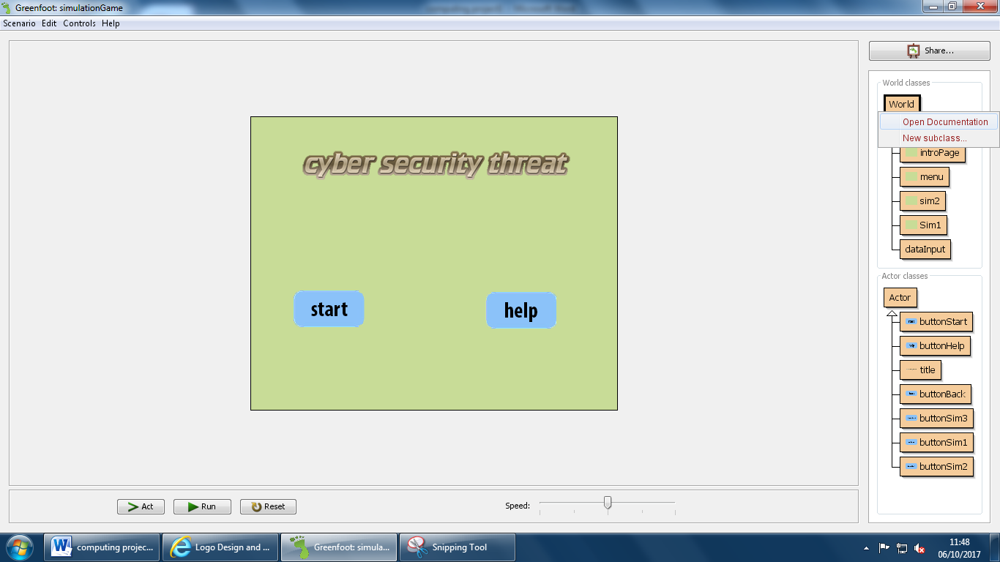 Greenfoot: simulationGame
Scenario Edit Controls Help
Share...
World classes
World
Open Documentation
New subclass...
introPage
menu
sim2
Sim1
dataInput
Actor classes
Actor
buttonStart
buttonHelp
title
buttonBack
buttonSim3
buttonSim1
buttonSim2
cyber security threat
start
help
Act
Run
Reset
Speed:
computing projec...
Logo Design and ...
Greenfoot: simula...
Snipping Tool
11:48
06/10/2017